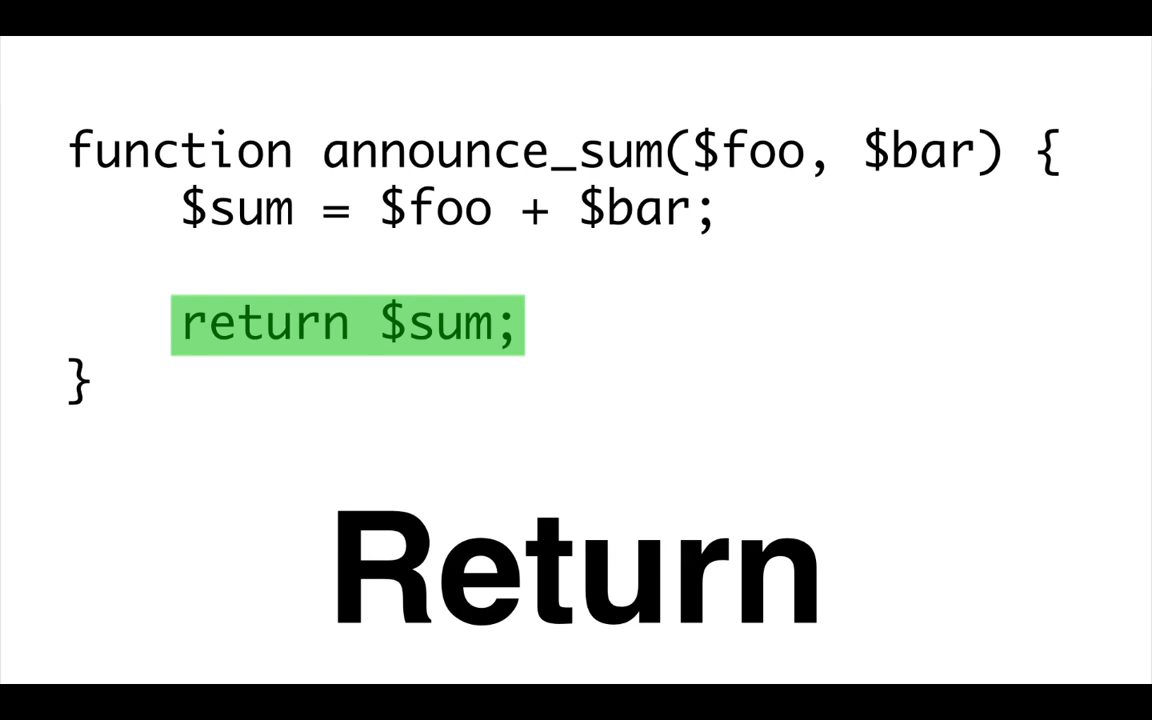 function announce_sum($foo, $bar) {
    $sum = $foo + $bar;
    return $sum;
}
Return